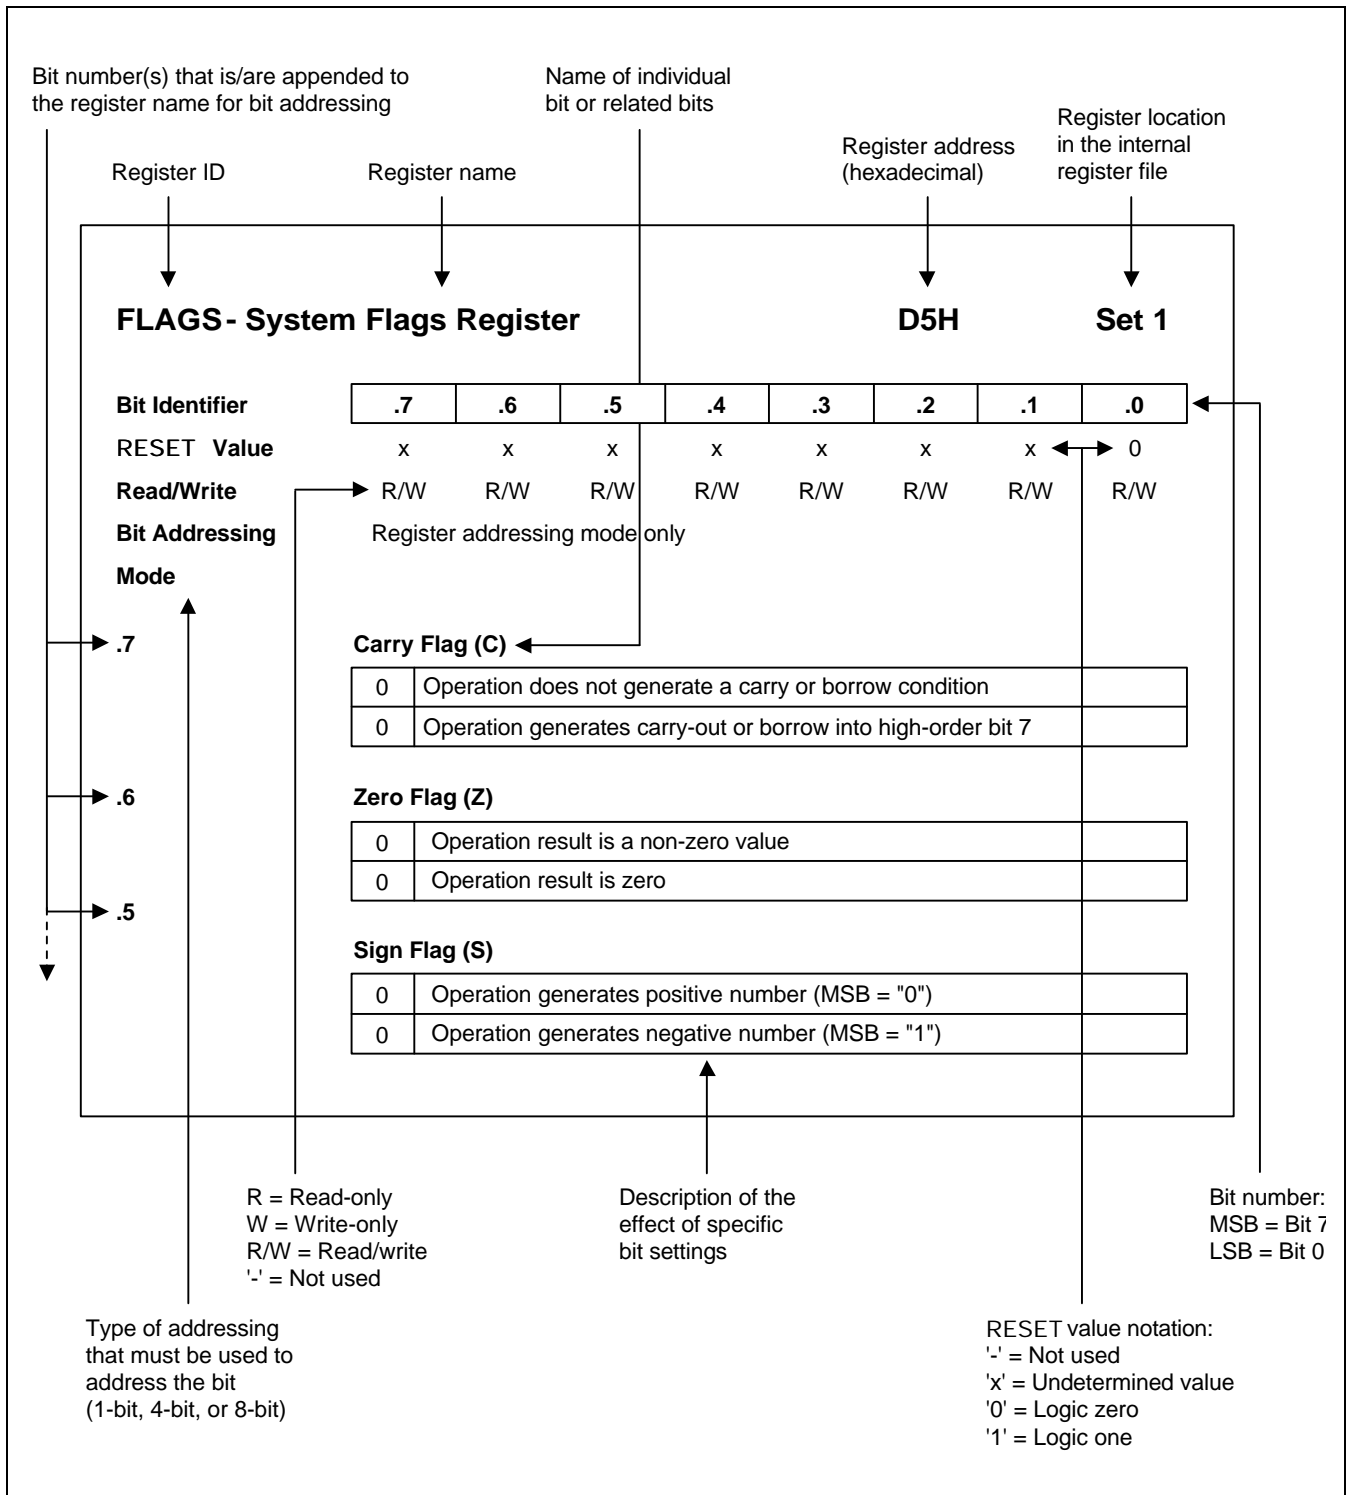 Bit number(s) that is/are appended to
the register name for bit addressing
Name of individual
bit or related bits
Register ID
Register name
Register address
(hexadecimal)
Register location
in the internal
register file
FLAGS - System Flags Register D5H Set 1
Bit Identifier .7 .6 .5 .4 .3 .2 .1 .0
RESET Value x x x x x x x 0
Read/Write R/W R/W R/W R/W R/W R/W R/W R/W
Bit Addressing Register addressing mode only
Mode
.7 Carry Flag (C)
0 Operation does not generate a carry or borrow condition
0 Operation generates carry-out or borrow into high-order bit 7
.6 Zero Flag (Z)
0 Operation result is a non-zero value
0 Operation result is zero
.5
Sign Flag (S)
0 Operation generates positive number (MSB = "0")
0 Operation generates negative number (MSB = "1")
R = Read-only
W = Write-only
R/W = Read/write
'-' = Not used
Description of the
effect of specific
bit settings
Bit number:
MSB = Bit 7
LSB = Bit 0
Type of addressing
that must be used to
address the bit
(1-bit, 4-bit, or 8-bit)
RESET value notation:
'-' = Not used
'x' = Undetermined value
'0' = Logic zero
'1' = Logic one